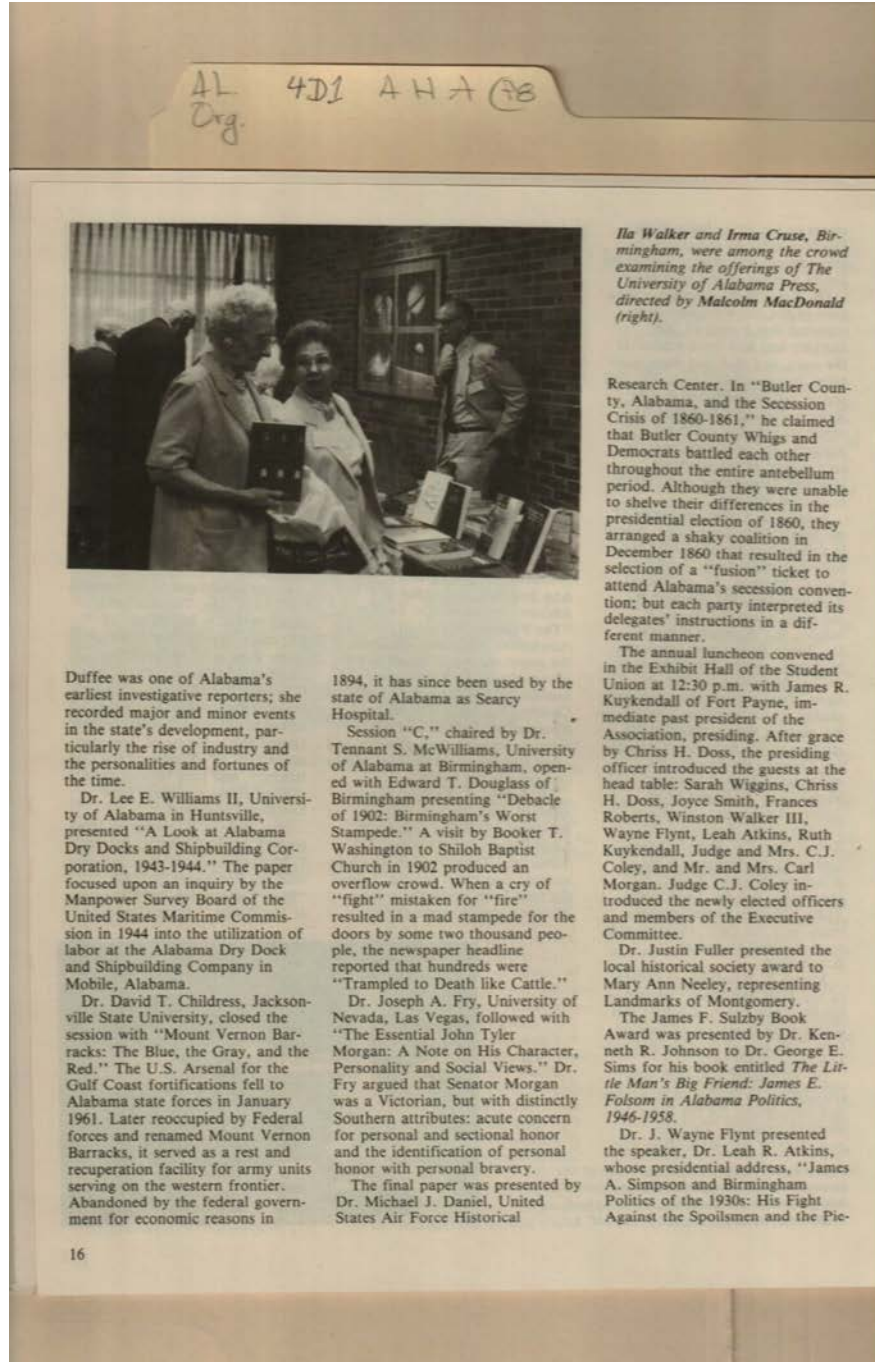 AL 4D1 A H A
Org.
Ila Walker and Irma Cruse, Bir-
mingham, were among the crowd
examining the offerings of The
University of Alabama Press,
directed by Malcolm MacDonald
(right).
Duffee was one of Alabama's
earliest investigative reporters; she
recorded major and minor events
in the state's development, par-
ticularly the rise of industry and
the personalities and fortunes of
the time.
Dr. Lee E. Williams II, Universi-
ty of Alabama in Huntsville,
presented "A Look at Alabama
Dry Docks and Shipbuilding Cor-
poration, 1943-1944." The paper
focused upon an inquiry by the
Manpower Survey Board of the
United States Maritime Commis-
sion in 1944 into the utilization of
labor at the Alabama Dry Dock
and Shipbuilding Company in
Mobile, Alabama.
Dr. David T. Childress, Jackson-
ville State University, closed the
session with "Mount Vernon Bar-
racks: The Blue, the Gray, and the
Red." The U.S. Arsenal for the
Gulf Coast fortifications fell to
Alabama state forces in January
1961. Later reoccupied by Federal
forces and renamed Mount Vernon
Barracks, it served as a rest and
recuperation facility for army units
serving on the western frontier.
Abandoned by the federal govern-
ment for economic reasons in
1894, it has since been used by the
state of Alabama as Searcy
Hospital.
Session "C," chaired by Dr.
Tennant S. McWilliams, University
of Alabama at Birmingham, open-
ed with Edward T. Douglass of
Birmingham presenting "Debacle
of 1902: Birmingham's Worst
Stampede." A visit by Booker T.
Washington to Shiloh Baptist
Church in 1902 produced an
overflow crowd. When a cry of
"fight" mistaken for "fire"
resulted in a mad stampede for the
doors by some two thousand peo-
ple, the newspaper headline
reported that hundreds were
"Trampled to Death like Cattle."
Dr. Joseph A. Fry, University of
Nevada, Las Vegas, followed with
"The Essential John Tyler
Morgan: A Note on His Character,
Personality and Social Views." Dr.
Fry argued that Senator Morgan
was a Victorian, but with distinctly
Southern attributes: acute concern
for personal and sectional honor
and the identification of personal
honor with personal bravery.
The final paper was presented by
Dr. Michael J. Daniel, United
States Air Force Historical
Research Center. In "Butler Coun-
ty, Alabama, and the Secession
Crisis of 1860-1861," he claimed
that Butler County Whigs and
Democrats battled each other
throughout the entire antebellum
period. Although they were unable
to shelve their differences in the
presidential election of 1860, they
arranged a shaky coalition in
December 1860 that resulted in the
selection of a "fusion" ticket to
attend Alabama's secession conven-
tion; but each party interpreted its
delegates' instructions in a dif-
ferent manner.
The annual luncheon convened
in the Exhibit Hall of the Student
Union at 12:30 p.m. with James R.
Kuykendall of Fort Payne, im-
mediate past president of the
Association, presiding. After grace
by Chriss H. Doss, the presiding
officer introduced the guests at the
head table: Sarah Wiggins, Chriss
H. Doss, Joyce Smith, Frances
Roberts, Winston Walker III,
Wayne Flynt, Leah Atkins, Ruth
Kuykendall, Judge and Mrs. C.J.
Coley, and Mr. and Mrs. Carl
Morgan. Judge C.J. Coley in-
troduced the newly elected officers
and members of the Executive
Committee.
Dr. Justin Fuller presented the
local historical society award to
Mary Ann Neeley, representing
Landmarks of Montgomery.
The James F. Sulzby Book
Award was presented by Dr. Ken-
neth R. Johnson to Dr. George E.
Sims for his book entitled The Lit-
tle Man's Big Friend: James E.
Folsom in Alabama Politics,
1946-1958.
Dr. J. Wayne Flynt presented
the speaker, Dr. Leah R. Atkins,
whose presidential address, "James
A. Simpson and Birmingham
Politics of the 1930s: His Fight
Against the Spoilsmen and the Pie-
16